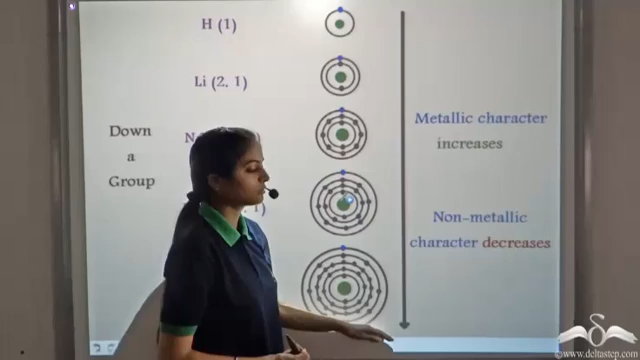 H (1)
Li (2, 1)
Down
a
Group
Metallic character
increases
Non-metallic
character decreases
©www.deltastep.com